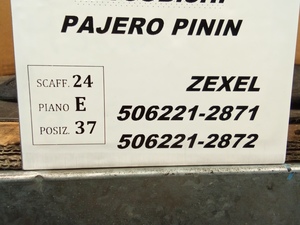 PAJERO PININ
SCAFF. 24
PIANO E
POSIZ. 37
ZEXEL
506221-2871
506221-2872